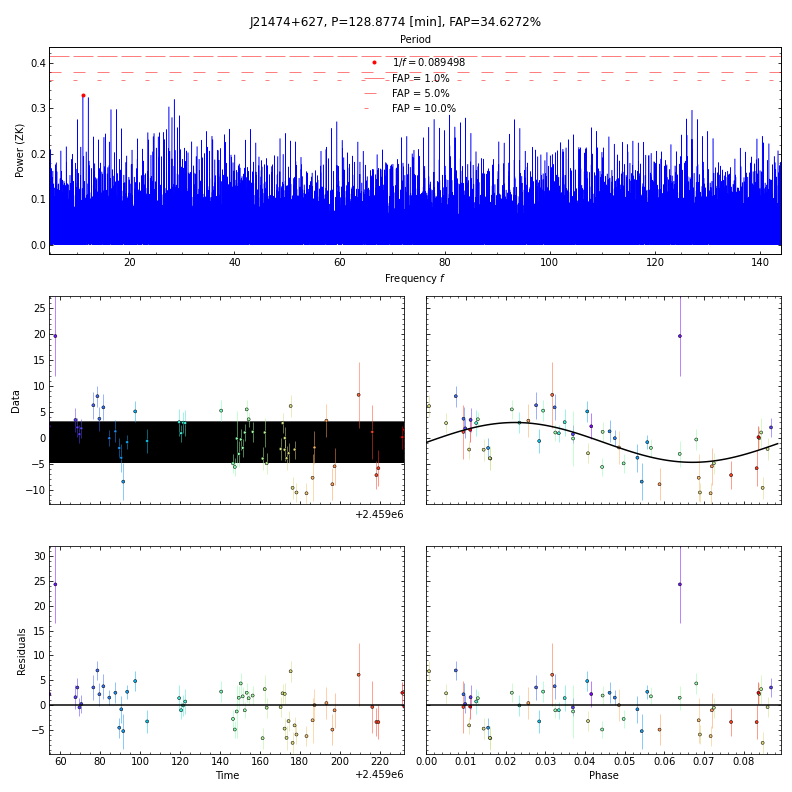 J21474+627, P=128.8774 [min], FAP=34.6272%
Period
Power (ZK)
0.4
0.3
0.2
0.1
0.0
1/f = 0.089498
FAP = 1.0%
FAP = 5.0%
FAP = 10.0%
20 40 60 80 100 120 140
Frequency f
Data
25
20
15
10
5
0
−5
−10
+2.459e6
Residuals
30
25
20
15
10
5
0
−5
60 80 100 120 140 160 180 200 220
Time
+2.459e6
0.00 0.01 0.02 0.03 0.04 0.05 0.06 0.07 0.08
Phase